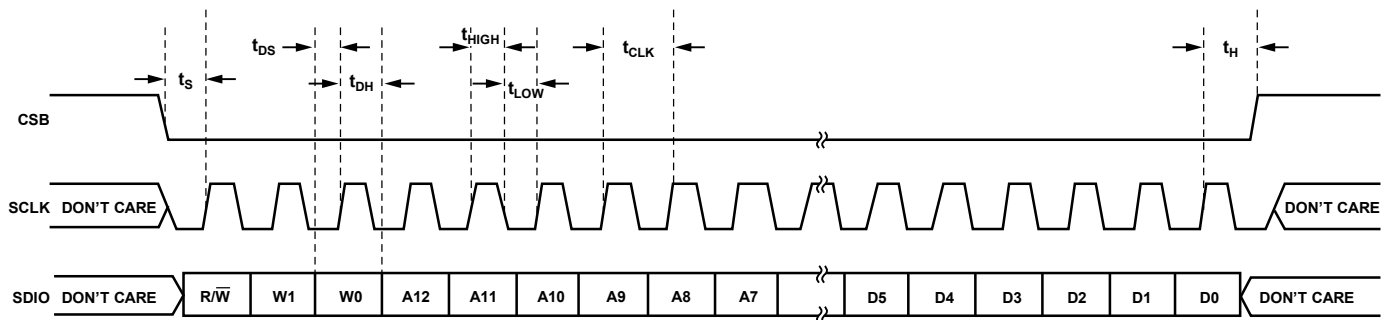 tDS
tHIGH
tCLK
tH
tS
tDH
tLOW
CSB
SCLK DON'T CARE
DON'T CARE
SDIO DON'T CARE R/W̅ W1 W0 A12 A11 A10 A9 A8 A7 D5 D4 D3 D2 D1 D0 DON'T CARE